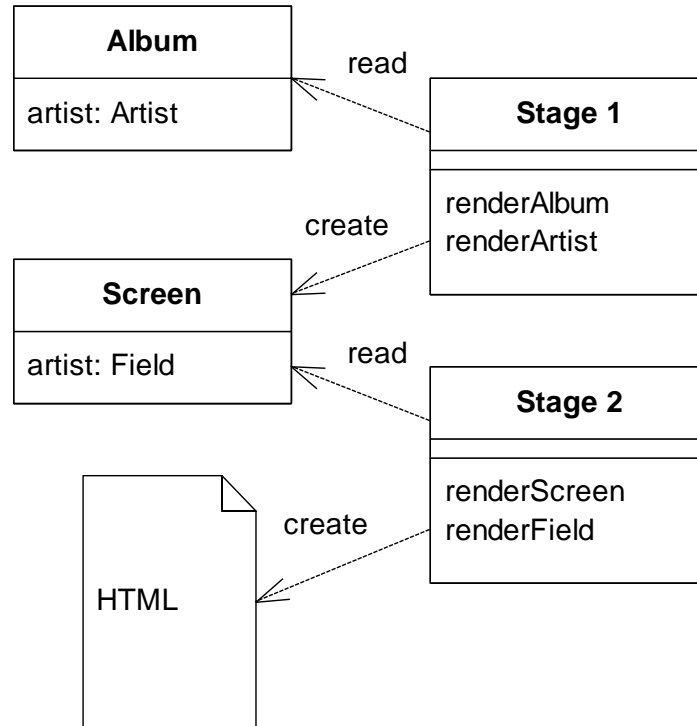 Album
artist: Artist
read
Stage 1
renderAlbum
renderArtist
create
Screen
artist: Field
read
Stage 2
renderScreen
renderField
create
HTML